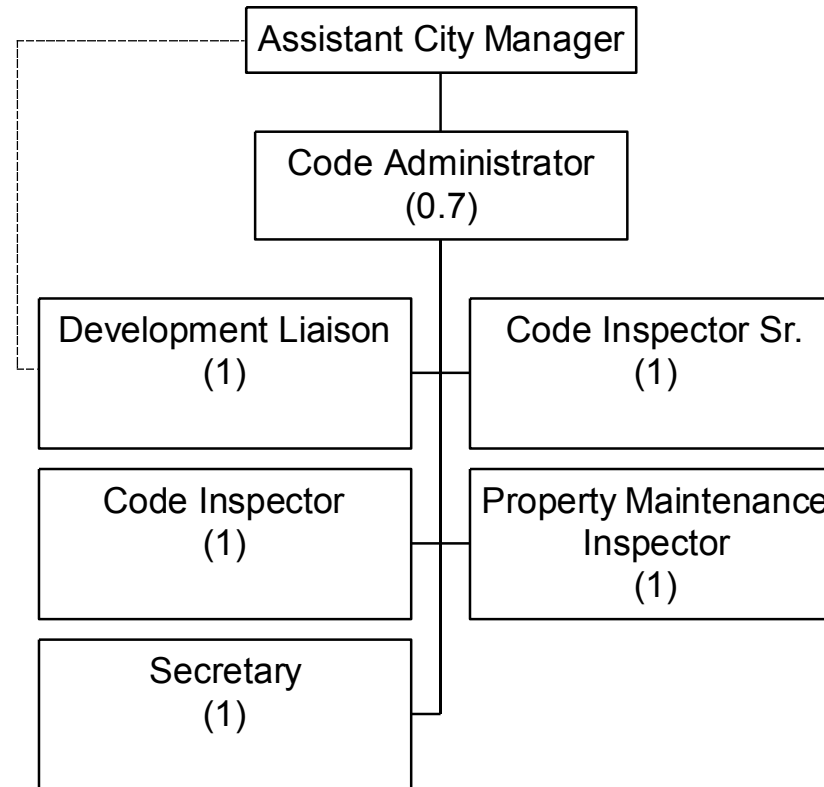 Assistant City Manager
Code Administrator
(0.7)
Development Liaison
(1)
Code Inspector Sr.
(1)
Code Inspector
(1)
Property Maintenance
Inspector
(1)
Secretary
(1)